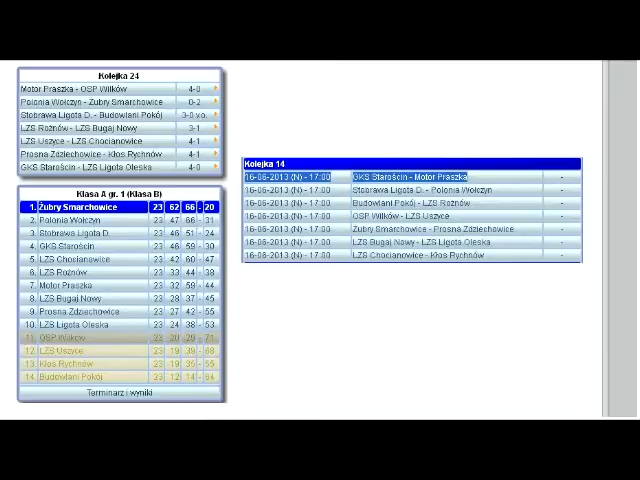 Kolejka 24
Motor Praszka - OSP Wilków 4-0
Polonia Wołczyn - Żubry Smarchowice 0-2
Stobrawa Ligota D. - Budowlani Pokój 3-0 v.o.
LZS Rożnów - LZS Bugaj Nowy 3-1
LZS Uszyce - LZS Chocianowice 4-1
Prosna Zdziechowice - Kłos Rychnów 4-1
GKS Starościn - LZS Ligota Oleska 4-0
Klasa A gr. 1 (Klasa B)
1. Żubry Smarchowice 23 62 66 - 20
2. Polonia Wołczyn 23 47 66 - 31
3. Stobrawa Ligota D. 23 46 51 - 24
4. GKS Starościn 23 46 59 - 30
5. LZS Chocianowice 23 42 60 - 47
6. LZS Rożnów 23 33 44 - 38
7. Motor Praszka 23 32 59 - 44
8. LZS Bugaj Nowy 23 28 37 - 45
9. Prosna Zdziechowice 23 27 42 - 55
10. LZS Ligota Oleska 23 24 38 - 53
11. OSP Wilków 23 20 29 - 71
12. LZS Uszyce 23 19 39 - 68
13. Kłos Rychnów 23 19 35 - 55
14. Budowlani Pokój 23 12 14 - 64
Terminarz i wyniki
Kolejka 14
16-06-2013 (N) - 17:00 GKS Starościn - Motor Praszka -
16-06-2013 (N) - 17:00 Stobrawa Ligota D. - Polonia Wołczyn -
16-06-2013 (N) - 17:00 Budowlani Pokój - LZS Rożnów -
16-06-2013 (N) - 17:00 OSP Wilków - LZS Uszyce -
16-06-2013 (N) - 17:00 Żubry Smarchowice - Prosna Zdziechowice -
16-06-2013 (N) - 17:00 LZS Bugaj Nowy - LZS Ligota Oleska -
16-06-2013 (N) - 17:00 LZS Chocianowice - Kłos Rychnów -